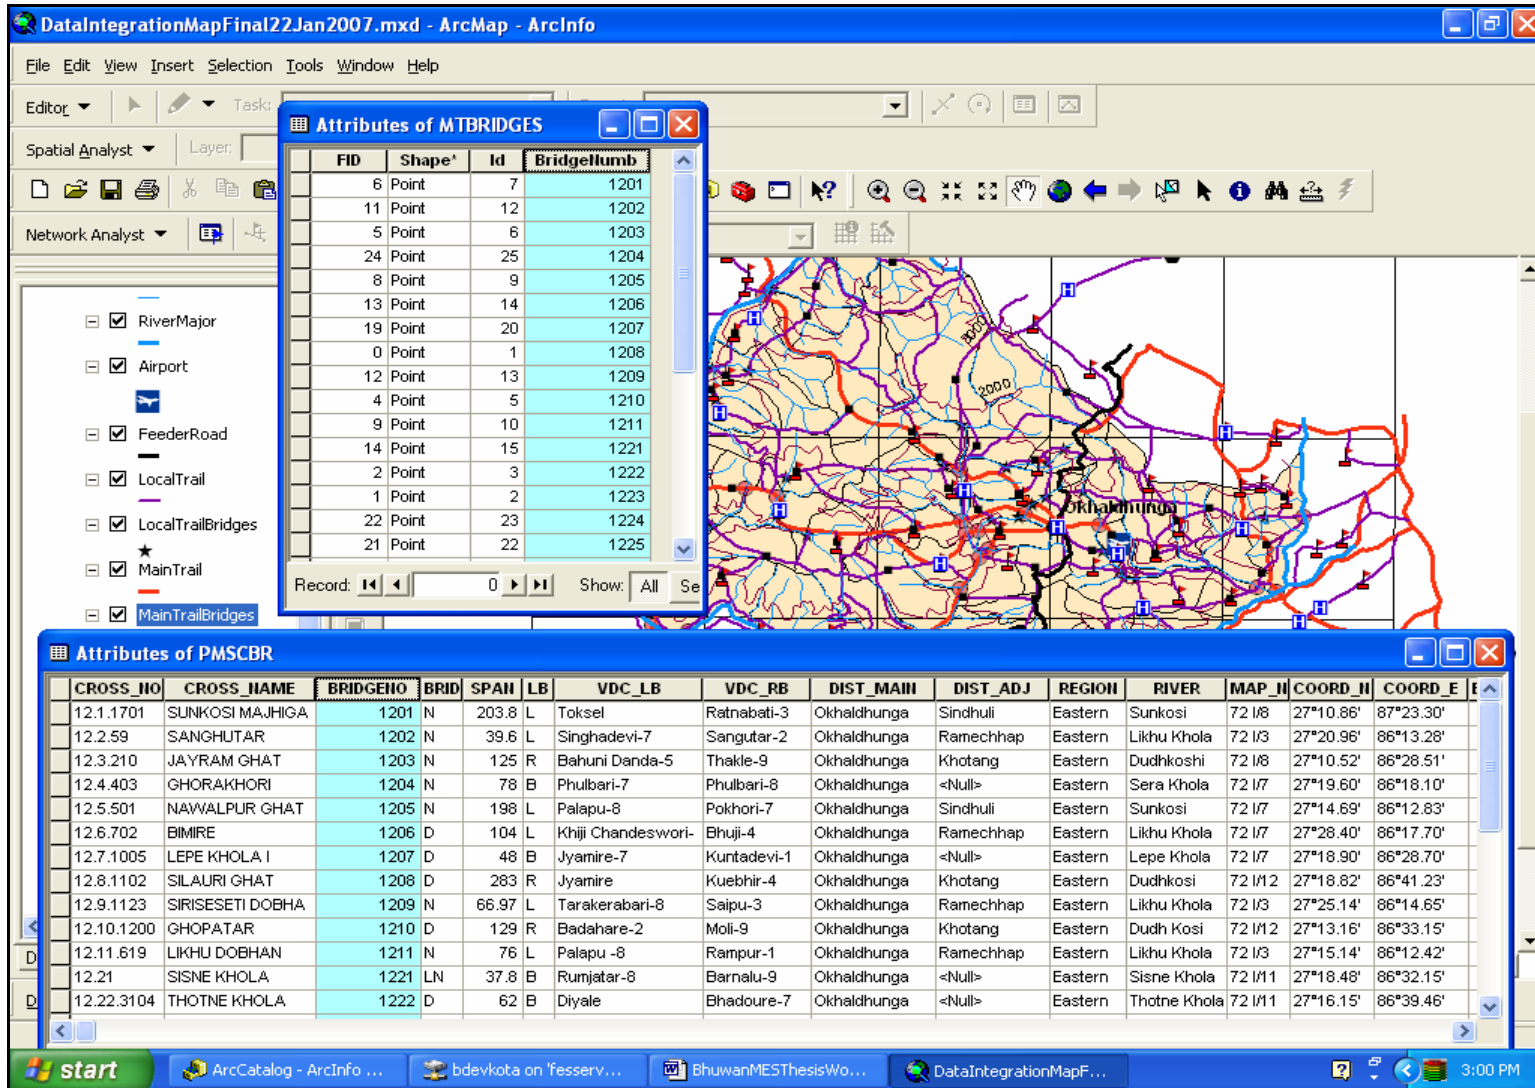 DataIntegrationMapFinal22Jan2007.mxd - ArcMap - ArcInfo
File Edit View Insert Selection Tools Window Help
Editor Task:
Spatial Analyst Layer:
Network Analyst
RiverMajor
Airport
FeederRoad
LocalTrail
LocalTrailBridges
MainTrail
MainTrailBridges
Attributes of MTBRIDGES
FID Shape* Id BridgeNumb
6 Point 7 1201
11 Point 12 1202
5 Point 6 1203
24 Point 25 1204
8 Point 9 1205
13 Point 14 1206
19 Point 20 1207
0 Point 1 1208
12 Point 13 1209
4 Point 5 1210
9 Point 10 1211
14 Point 15 1221
2 Point 3 1222
1 Point 2 1223
22 Point 23 1224
21 Point 22 1225
Record: 0 Show: All Se
8000
2000
Okhaldhunga
Attributes of PMSCBR
CROSS_NO CROSS_NAME BRIDGENO BRID SPAN LB VDC_LB VDC_RB DIST_MAIN DIST_ADJ REGION RIVER MAP_N COORD_N COORD_E
12.1.1701 SUNKOSI MAJHIGA 1201 N 203.8 L Toksel Ratnabati-3 Okhaldhunga Sindhuli Eastern Sunkosi 72 I/8 27°10.86' 87°23.30'
12.2.59 SANGHUTAR 1202 N 39.6 L Singhadevi-7 Sangutar-2 Okhaldhunga Ramechhap Eastern Likhu Khola 72 I/3 27°20.96' 86°13.28'
12.3.210 JAYRAM GHAT 1203 N 125 R Bahuni Danda-5 Thakle-9 Okhaldhunga Khotang Eastern Dudhkoshi 72 I/8 27°10.52' 86°28.51'
12.4.403 GHORAKHORI 1204 N 78 B Phulbari-7 Phulbari-8 Okhaldhunga <Null> Eastern Sera Khola 72 I/7 27°19.60' 86°18.10'
12.5.501 NAWALPUR GHAT 1205 N 198 L Palapu-8 Pokhori-7 Okhaldhunga Sindhuli Eastern Sunkosi 72 I/7 27°14.69' 86°12.83'
12.6.702 BIMIRE 1206 D 104 L Khiji Chandeswori- Bhuji-4 Okhaldhunga Ramechhap Eastern Likhu Khola 72 I/7 27°28.40' 86°17.70'
12.7.1005 LEPE KHOLA I 1207 D 48 B Jyamire-7 Kuntadevi-1 Okhaldhunga <Null> Eastern Lepe Khola 72 I/7 27°18.90' 86°28.70'
12.8.1102 SILAURI GHAT 1208 D 283 R Jyamire Kuebhir-4 Okhaldhunga Khotang Eastern Dudhkosi 72 I/12 27°18.82' 86°41.23'
12.9.1123 SIRISESETI DOBHA 1209 N 66.97 L Tarakerabari-8 Saipu-3 Okhaldhunga Ramechhap Eastern Likhu Khola 72 I/3 27°25.14' 86°14.65'
12.10.1200 GHOPATAR 1210 D 129 R Badahare-2 Moli-9 Okhaldhunga Khotang Eastern Dudh Kosi 72 I/12 27°13.16' 86°33.15'
12.11.619 LIKHU DOBHAN 1211 N 76 L Palapu -8 Rampur-1 Okhaldhunga Ramechhap Eastern Likhu Khola 72 I/3 27°15.14' 86°12.42'
12.21 SISNE KHOLA 1221 LN 37.8 B Rumjatar-8 Barnalu-9 Okhaldhunga <Null> Eastern Sisne Khola 72 I/11 27°18.48' 86°32.15'
12.22.3104 THOTNE KHOLA 1222 D 62 B Diyale Bhadoure-7 Okhaldhunga <Null> Eastern Thotne Khola 72 I/11 27°16.15' 86°39.46'
start ArcCatalog - ArcInfo ... bdevkota on 'fesserv... BhuwanMESThesisWo... DataIntegrationMapF... 3:00 PM